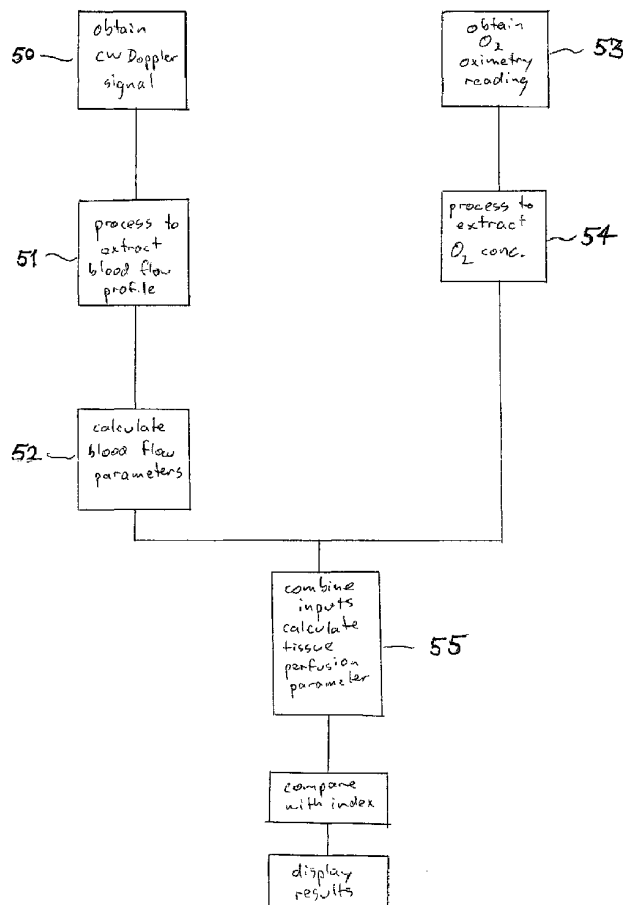 50
obtain
CW Doppler
signal
obtain
O2
oximetry
reading
53
51
process to
extract
blood flow
profile
process to
extract
O2 conc.
54
52
calculate
blood flow
parameters
combine
inputs
calculate
tissue
perfusion
parameter
55
compare
with index
display
results